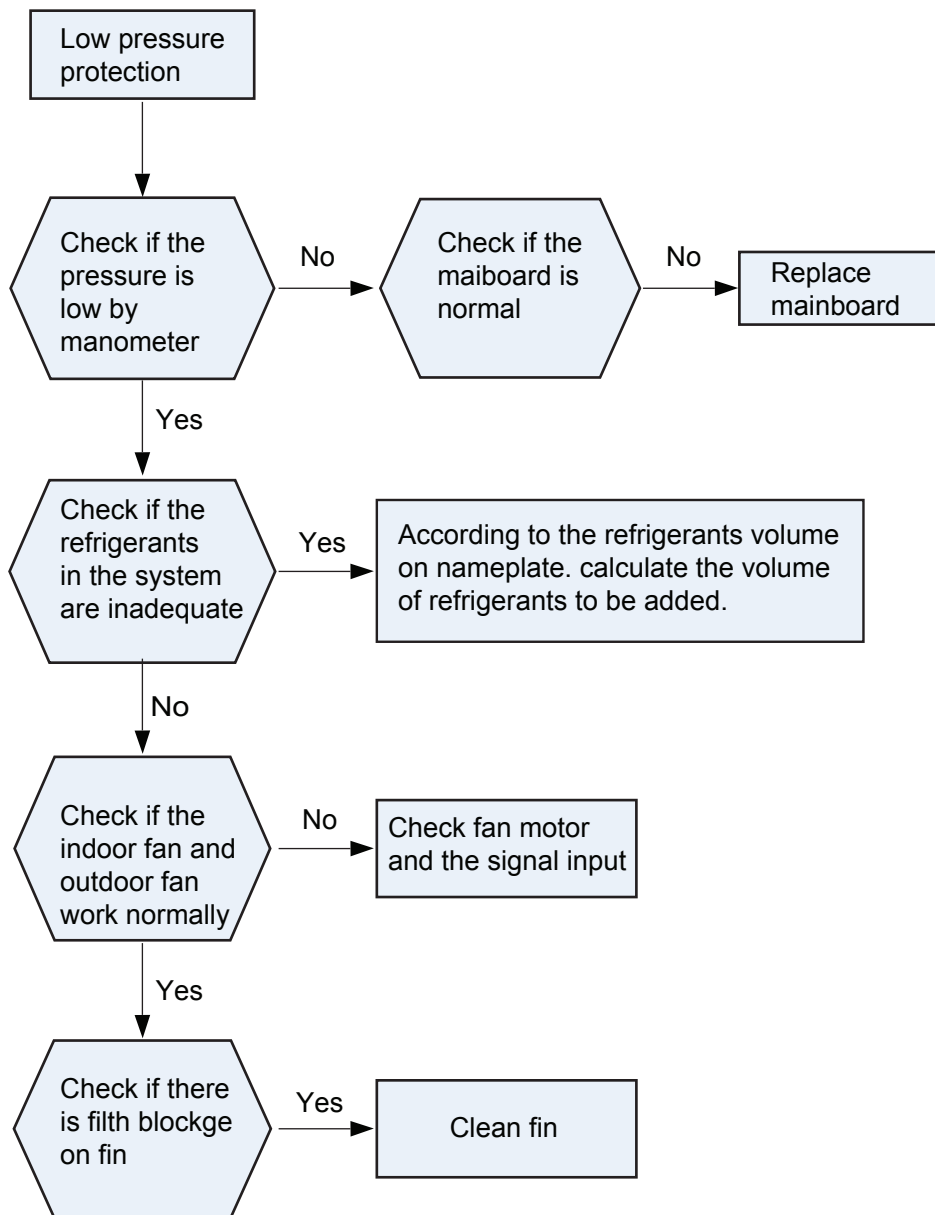 Low pressure
protection
Check if the
pressure is
low by
manometer
No
Check if the
maiboard is
normal
No
Replace
mainboard
Yes
Check if the
refrigerants
in the system
are inadequate
Yes
According to the refrigerants volume
on nameplate. calculate the volume
of refrigerants to be added.
No
Check if the
indoor fan and
outdoor fan
work normally
No
Check fan motor
and the signal input
Yes
Check if there
is filth blockge
on fin
Yes
Clean fin